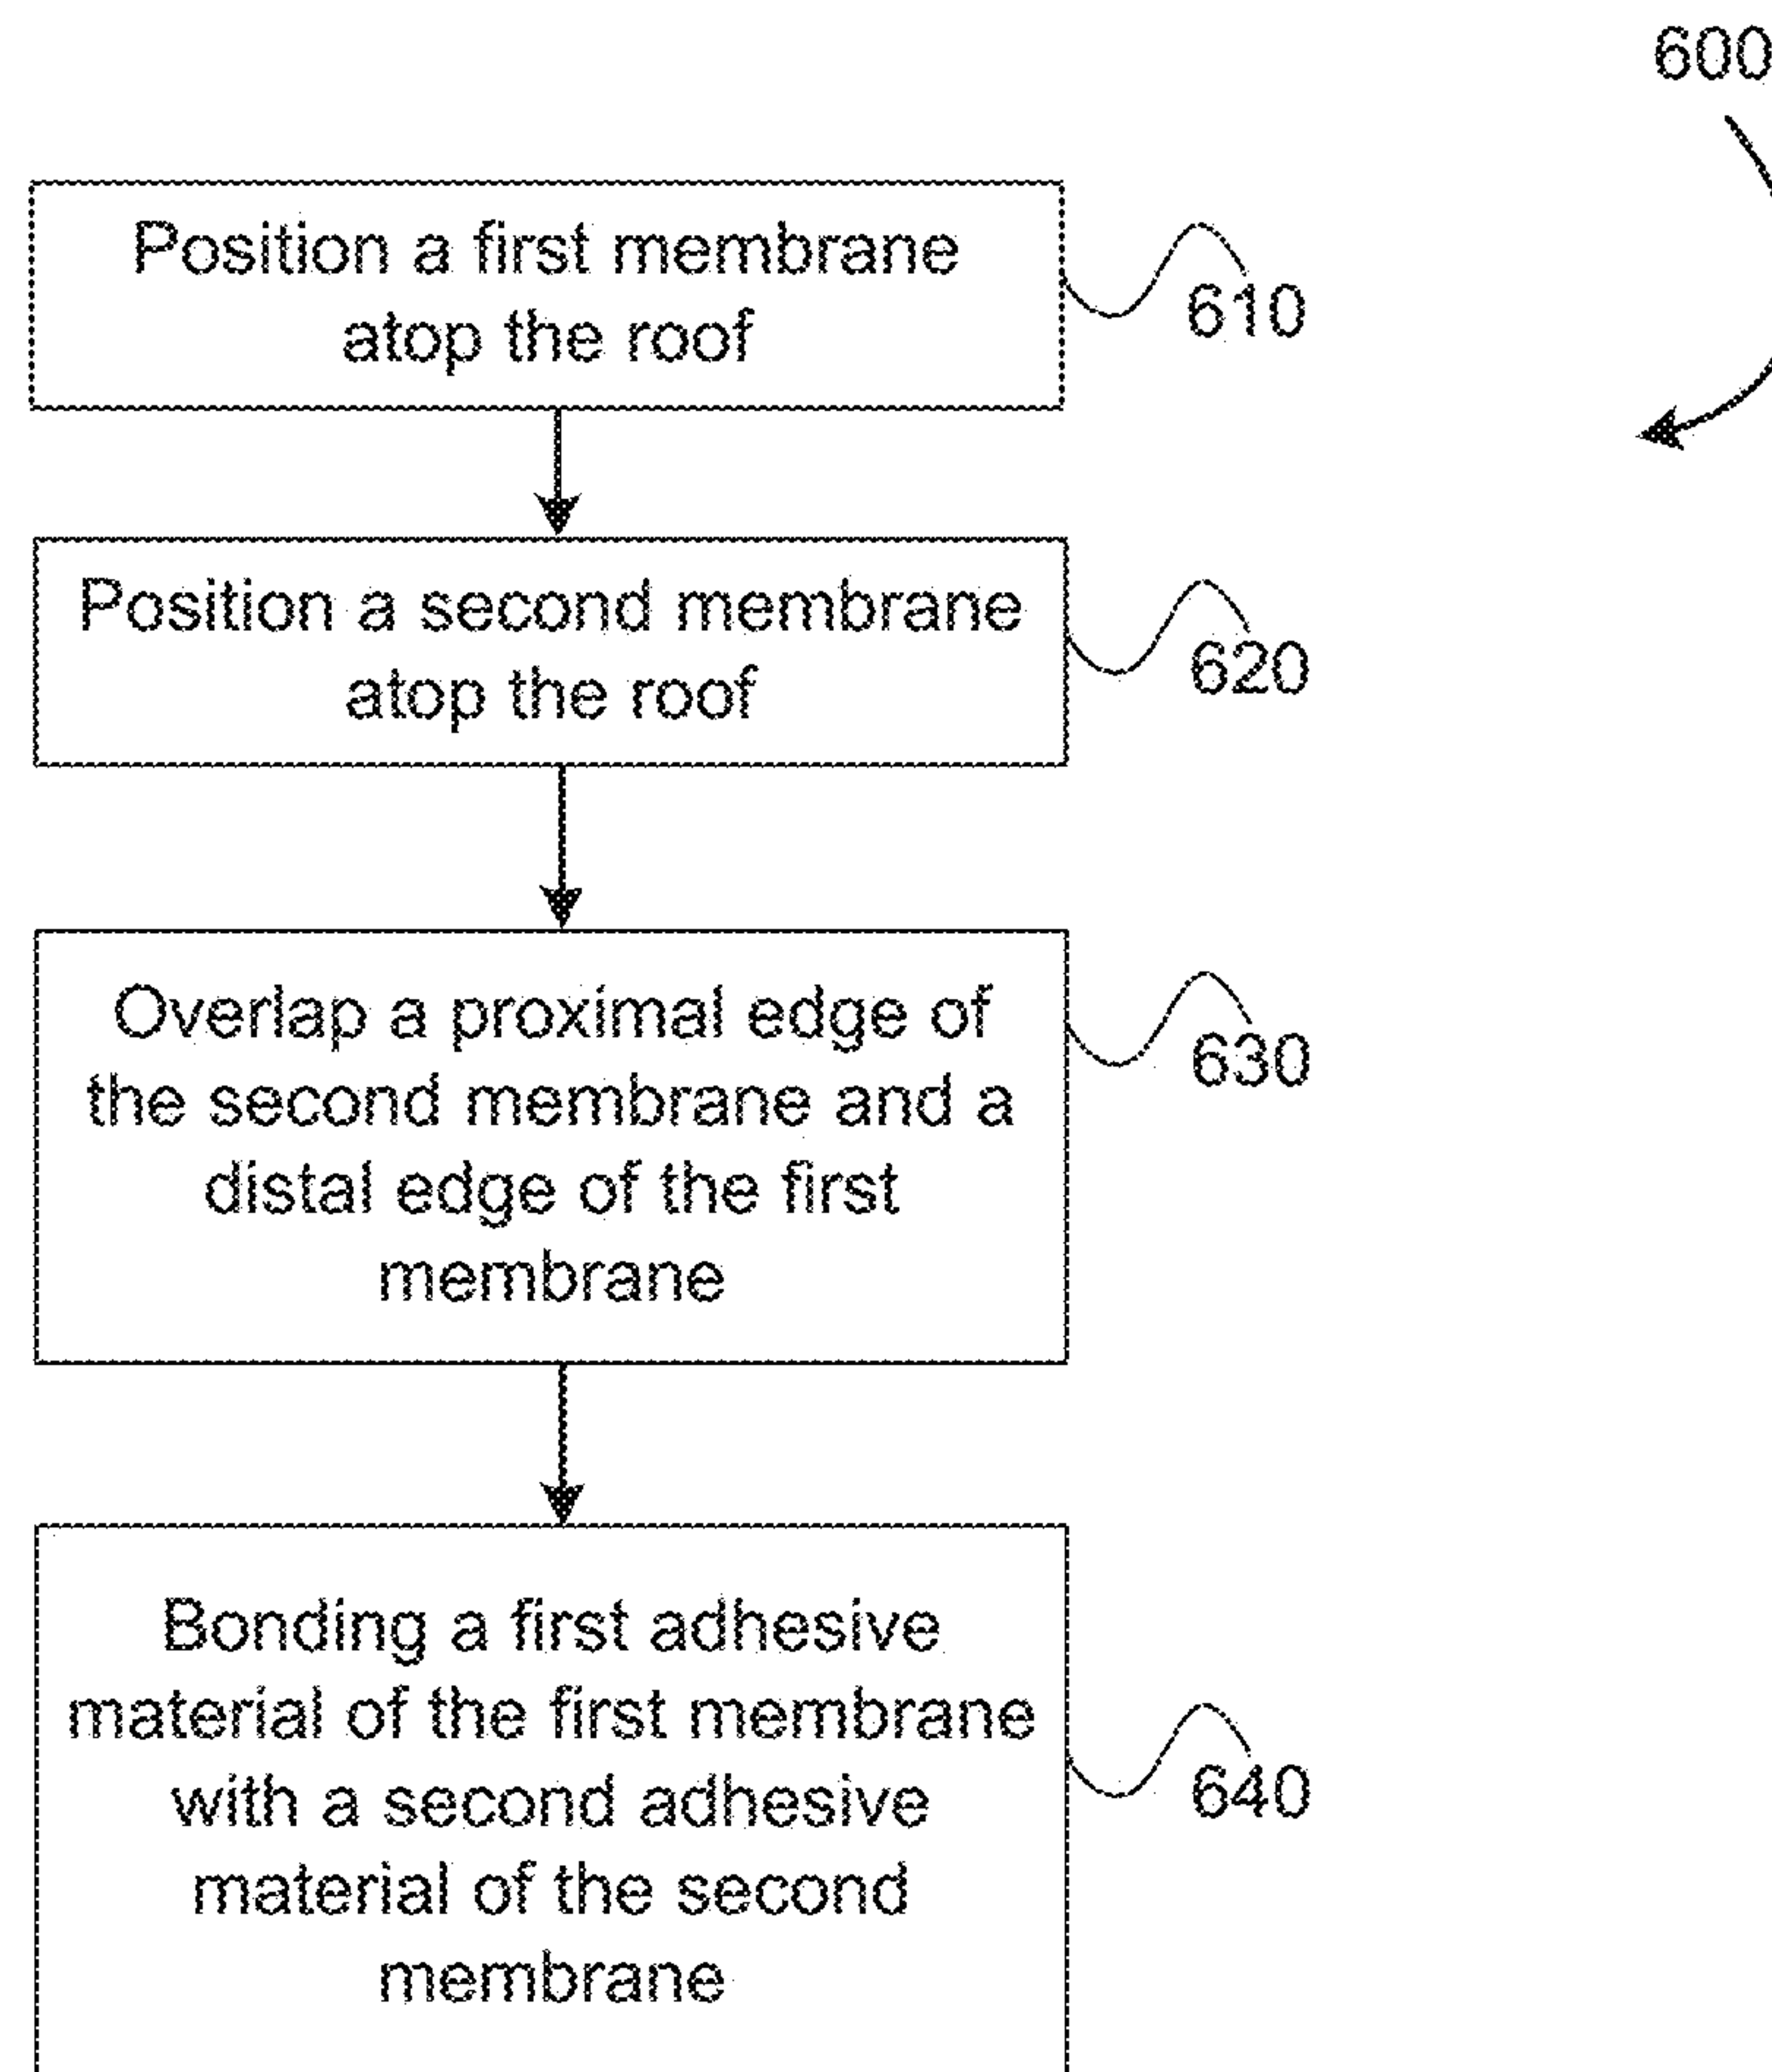 600
Position a first membrane
atop the roof
610
Position a second membrane
atop the roof
620
Overlap a proximal edge of
the second membrane and a
distal edge of the first
membrane
630
Bonding a first adhesive
material of the first membrane
with a second adhesive
material of the second
membrane
640